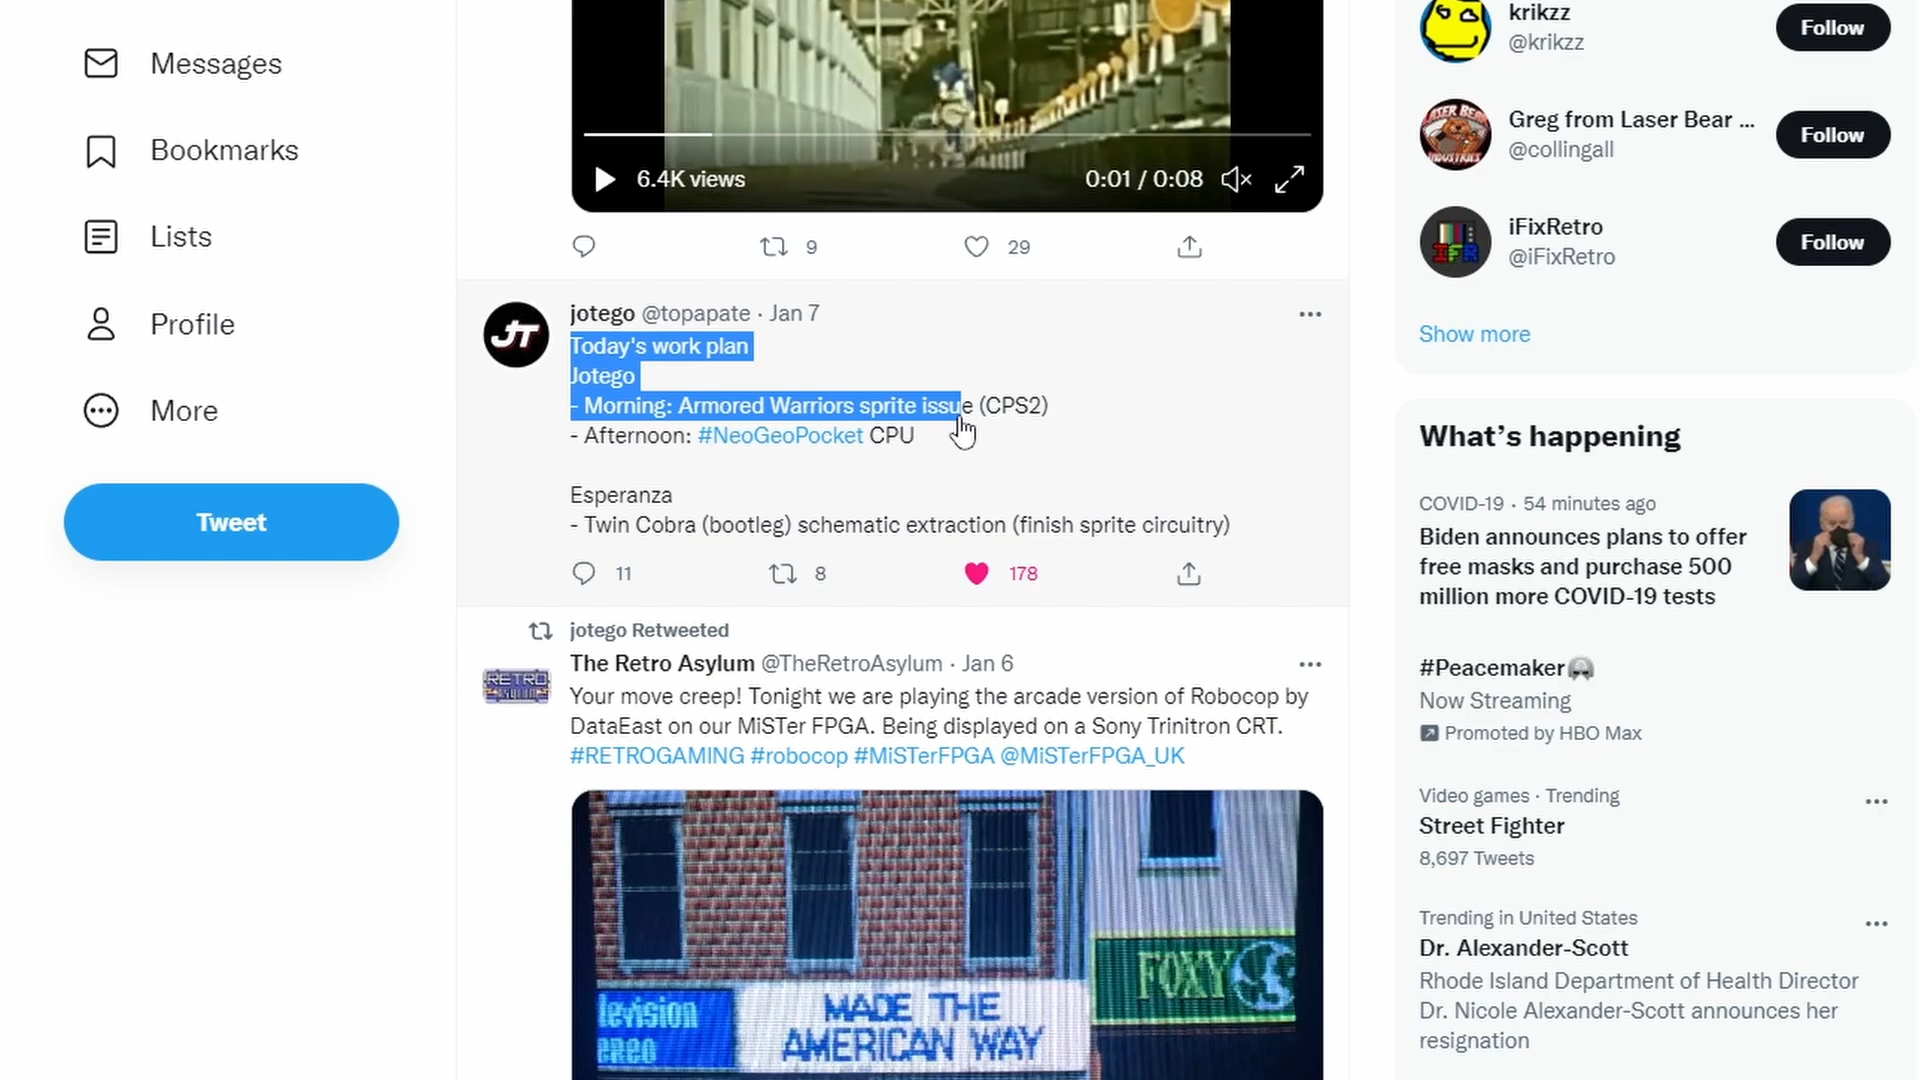 Messages
Bookmarks
Lists
Profile
More
Tweet
6.4K views
0:01 / 0:08
9
29
jotego @topapate · Jan 7
Today's work plan
Jotego
- Morning: Armored Warriors sprite issue (CPS2)
- Afternoon: #NeoGeoPocket CPU
Esperanza
- Twin Cobra (bootleg) schematic extraction (finish sprite circuitry)
11
8
178
jotego Retweeted
The Retro Asylum @TheRetroAsylum · Jan 6
Your move creep! Tonight we are playing the arcade version of Robocop by
DataEast on our MiSTer FPGA. Being displayed on a Sony Trinitron CRT.
#RETROGAMING #robocop #MiSTerFPGA @MiSTerFPGA_UK
levision
MADE THE
AMERICAN WAY
FOXY
krikzz
@krikzz
Follow
Greg from Laser Bear ...
@collingall
Follow
iFixRetro
@iFixRetro
Follow
Show more
What's happening
COVID-19 · 54 minutes ago
Biden announces plans to offer
free masks and purchase 500
million more COVID-19 tests
#Peacemaker
Now Streaming
Promoted by HBO Max
Video games · Trending
Street Fighter
8,697 Tweets
Trending in United States
Dr. Alexander-Scott
Rhode Island Department of Health Director
Dr. Nicole Alexander-Scott announces her
resignation
JT
RETRO
IFR